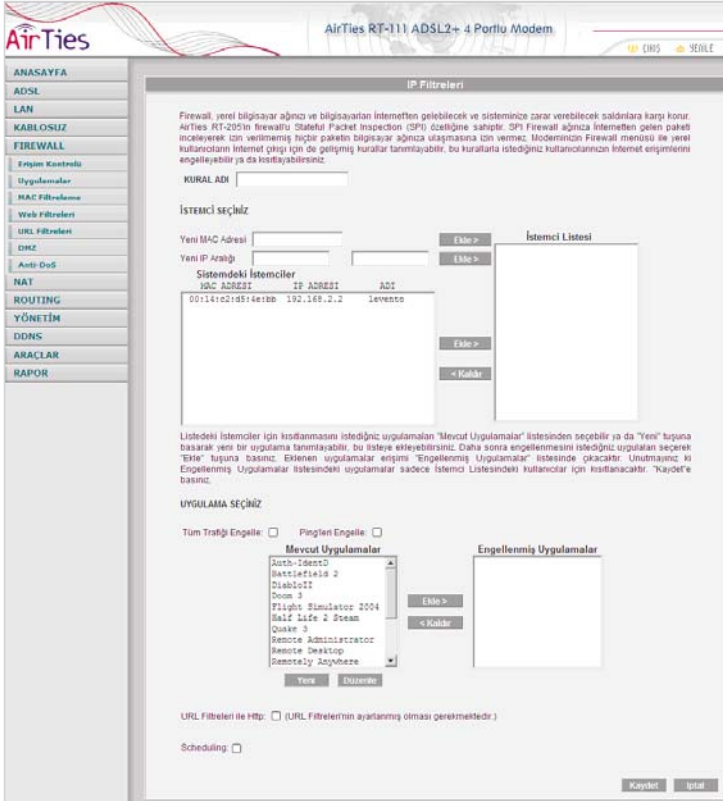 AirTies
AirTies RT-111 ADSL2+ 4 Portlu Modem
ÇIKIŞ YENİLE
ANASAYFA
ADSL
LAN
KABLOSUZ
FIREWALL
Erişim Kontrolü
Uygulamalar
MAC Filtreleme
Web Filtreleri
URL Filtreleri
DMZ
Anti-DoS
NAT
ROUTING
YÖNETİM
DDNS
ARAÇLAR
RAPOR
IP Filtreleri
Firewall, yerel bilgisayar ağınızı ve bilgisayarları İnternet'ten gelebilecek ve sisteminize zarar verebilecek saldırılara karşı korur.
AirTies RT-205'in firewall'u Stateful Packet Inspection (SPI) özelliğine sahiptir. SPI Firewall ağınıza İnternetten gelen paketi
inceleyerek izin verilmemiş hiçbir paketin bilgisayar ağınıza ulaşmasına izin vermez. Modeminizin Firewall menüsü ile yerel
kullanıcıların İnternet çıkışı için de gelişmiş kurallar tanımlayabilir, bu kurallarla istediğiniz kullanıcılarınızın İnternet erişimlerini
engelleyebilir ya da kısıtlayabilirsiniz.
KURAL ADI
İSTEMCİ SEÇİNİZ
Yeni MAC Adresi Ekle >
Yeni IP Aralığı Ekle >
İstemci Listesi
Sistemdeki İstemciler
MAC ADRESI IP ADRESI ADI
00:14:c2:d5:4e:bb 192.168.2.2 levento
Ekle >
< Kaldır
Listedeki İstemciler için kısıtlanmasını istediğiniz uygulamaları "Mevcut Uygulamalar" listesinden seçebilir ya da "Yeni" tuşuna
basarak yeni bir uygulama tanımlayabilir, bu listeye ekleyebilirsiniz. Daha sonra engellenmesini istediğiniz uygulaları seçerek
"Ekle" tuşuna basınız. Eklenen uygulamalar erişimi "Engellenmiş Uygulamalar" listesinde çıkacaktır. Unutmayınız ki
Engellenmiş Uygulamalar listesindeki uygulamalar sadece İstemci Listesindeki kullanıcılar için kısıtlanacaktır. "Kaydet'e
basınız.
UYGULAMA SEÇİNİZ
Tüm Trafiği Engelle: Ping'leri Engelle:
Mevcut Uygulamalar Engellenmiş Uygulamalar
Auth-IdentD
Battlefield 2
DiabloII
Doom 3
Flight Simulator 2004
Half Life 2 Steam
Quake 3
Remote Administrator
Remote Desktop
Remotely Anywhere
Ekle >
< Kaldır
Yeni Düzenle
URL Filtreleri ile Http: (URL Filtreleri'nin ayarlanmış olması gerekmektedir.)
Scheduling:
Kaydet İptal